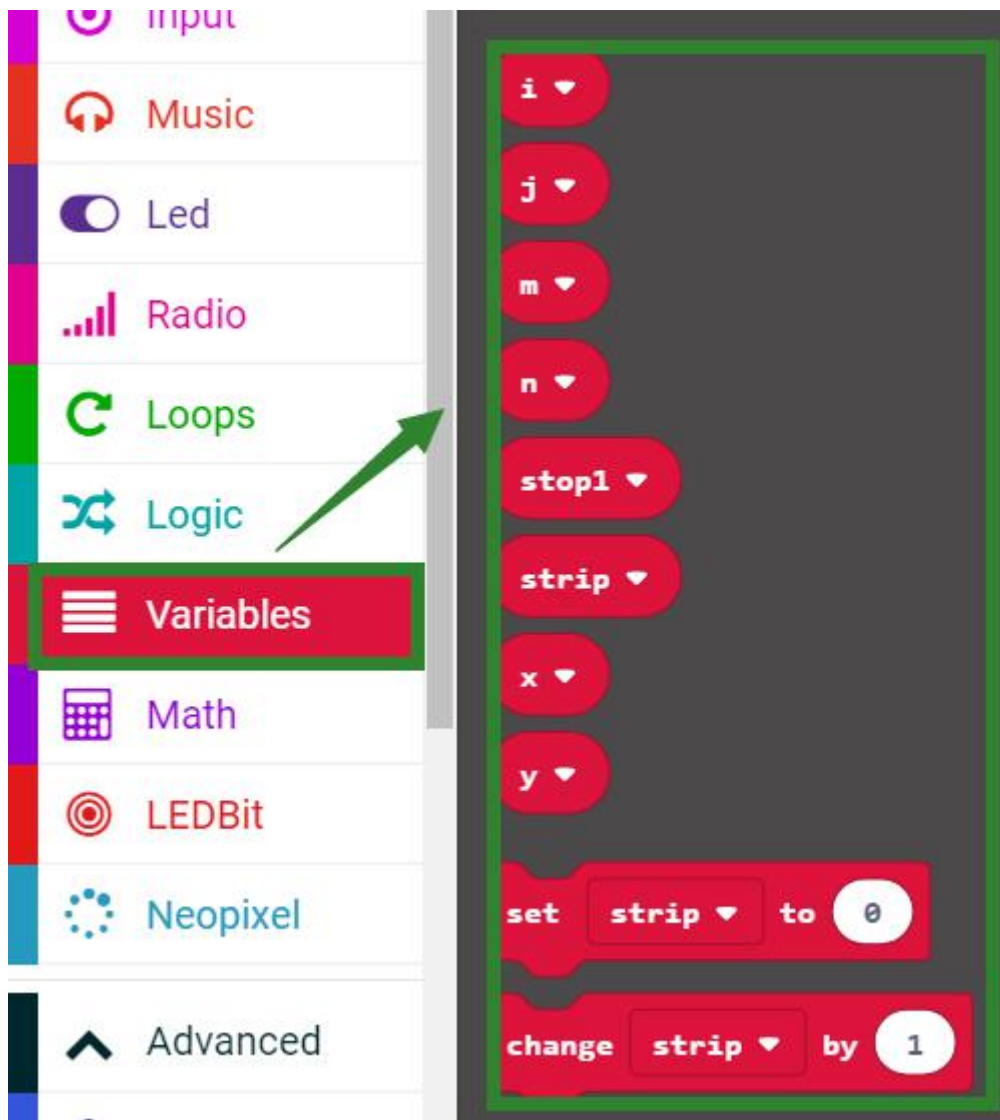 Input
Music
Led
Radio
Loops
Logic
Variables
Math
LEDBit
Neopixel
Advanced
i
j
m
n
stop1
strip
x
y
set strip to 0
change strip by 1